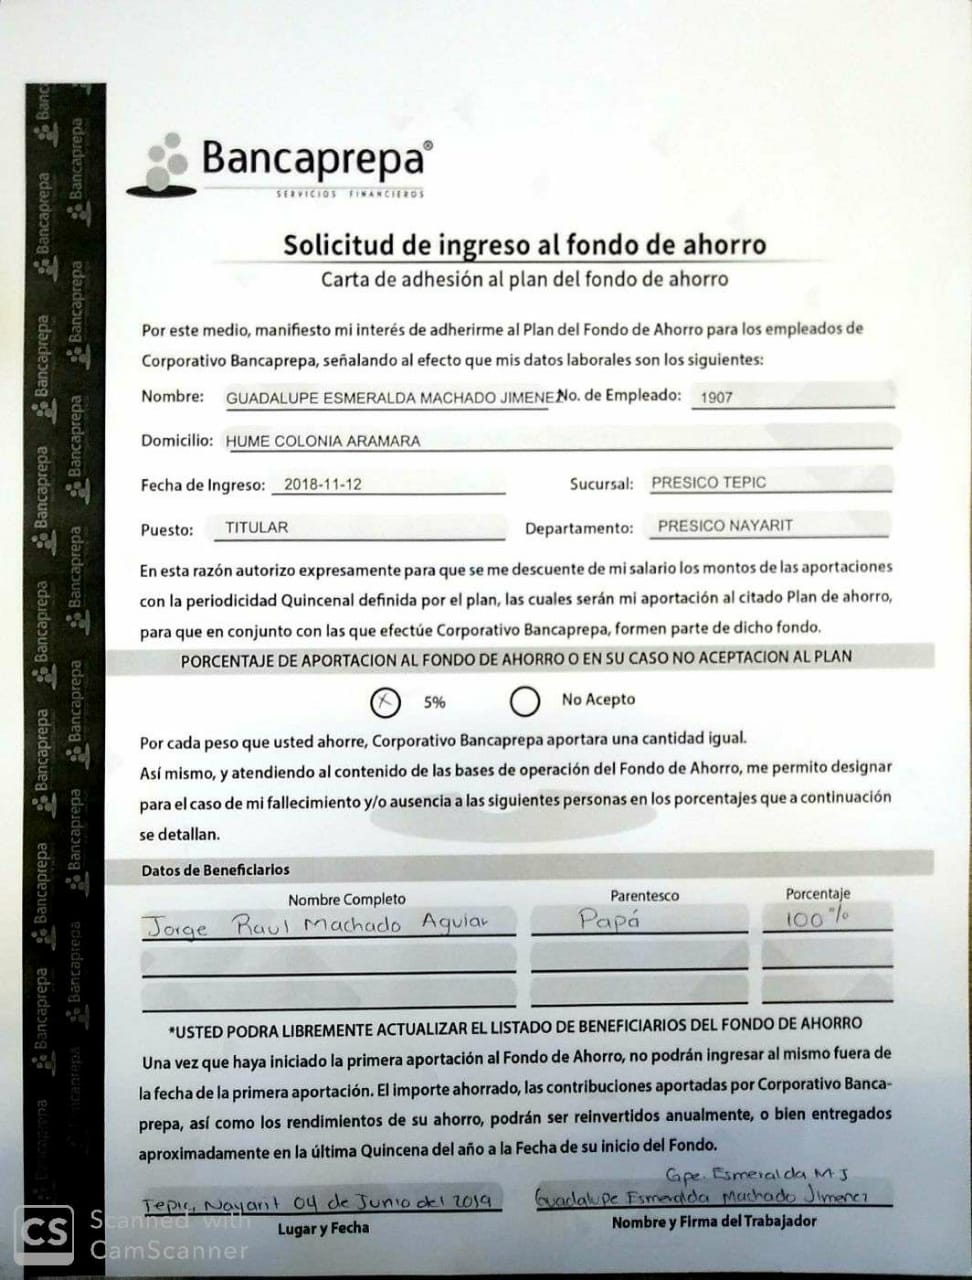 Bancaprepa®
SERVICIOS FINANCIEROS
Solicitud de ingreso al fondo de ahorro
Carta de adhesión al plan del fondo de ahorro
Por este medio, manifiesto mi interés de adherirme al Plan del Fondo de Ahorro para los empleados de
Corporativo Bancaprepa, señalando al efecto que mis datos laborales son los siguientes:
Nombre: GUADALUPE ESMERALDA MACHADO JIMENEZ No. de Empleado: 1907
Domicilio: HUME COLONIA ARAMARA
Fecha de Ingreso: 2018-11-12 Sucursal: PRESICO TEPIC
Puesto: TITULAR Departamento: PRESICO NAYARIT
En esta razón autorizo expresamente para que se me descuente de mi salario los montos de las aportaciones
con la periodicidad Quincenal definida por el plan, las cuales serán mi aportación al citado Plan de ahorro,
para que en conjunto con las que efectúe Corporativo Bancaprepa, formen parte de dicho fondo.
PORCENTAJE DE APORTACION AL FONDO DE AHORRO O EN SU CASO NO ACEPTACION AL PLAN
X 5% No Acepto
Por cada peso que usted ahorre, Corporativo Bancaprepa aportara una cantidad igual.
Así mismo, y atendiendo al contenido de las bases de operación del Fondo de Ahorro, me permito designar
para el caso de mi fallecimiento y/o ausencia a las siguientes personas en los porcentajes que a continuación
se detallan.
Datos de Beneficiarios
Nombre Completo Parentesco Porcentaje
Jorge Raul Machado Aguiar Papá 100%
*USTED PODRA LIBREMENTE ACTUALIZAR EL LISTADO DE BENEFICIARIOS DEL FONDO DE AHORRO
Una vez que haya iniciado la primera aportación al Fondo de Ahorro, no podrán ingresar al mismo fuera de
la fecha de la primera aportación. El importe ahorrado, las contribuciones aportadas por Corporativo Banca-
prepa, así como los rendimientos de su ahorro, podrán ser reinvertidos anualmente, o bien entregados
aproximadamente en la última Quincena del año a la Fecha de su inicio del Fondo.
Gpe. Esmeralda M. J
Tepic, Nayarit 04 de Junio del 2019 Guadalupe Esmeralda Machado Jimenez
Lugar y Fecha Nombre y Firma del Trabajador
CS Scanned with
CamScanner